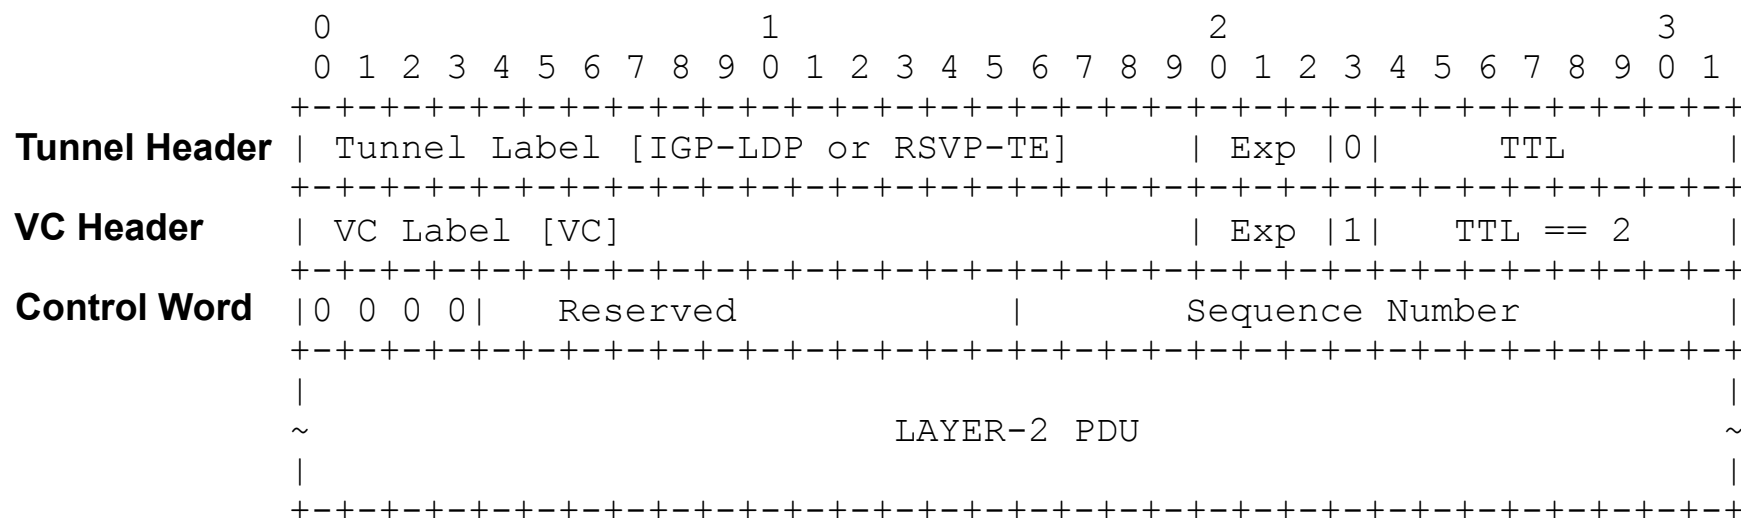 0                   1                   2                   3
0 1 2 3 4 5 6 7 8 9 0 1 2 3 4 5 6 7 8 9 0 1 2 3 4 5 6 7 8 9 0 1
+-+-+-+-+-+-+-+-+-+-+-+-+-+-+-+-+-+-+-+-+-+-+-+-+-+-+-+-+-+-+-+-+
Tunnel Header | Tunnel Label [IGP-LDP or RSVP-TE]     | Exp |0|     TTL       |
+-+-+-+-+-+-+-+-+-+-+-+-+-+-+-+-+-+-+-+-+-+-+-+-+-+-+-+-+-+-+-+-+
VC Header | VC Label [VC]                         | Exp |1|   TTL == 2    |
+-+-+-+-+-+-+-+-+-+-+-+-+-+-+-+-+-+-+-+-+-+-+-+-+-+-+-+-+-+-+-+-+
Control Word |0 0 0 0|   Reserved            |       Sequence Number         |
+-+-+-+-+-+-+-+-+-+-+-+-+-+-+-+-+-+-+-+-+-+-+-+-+-+-+-+-+-+-+-+-+
|                                                               |
~                          LAYER-2 PDU                          ~
|                                                               |
+-+-+-+-+-+-+-+-+-+-+-+-+-+-+-+-+-+-+-+-+-+-+-+-+-+-+-+-+-+-+-+-+